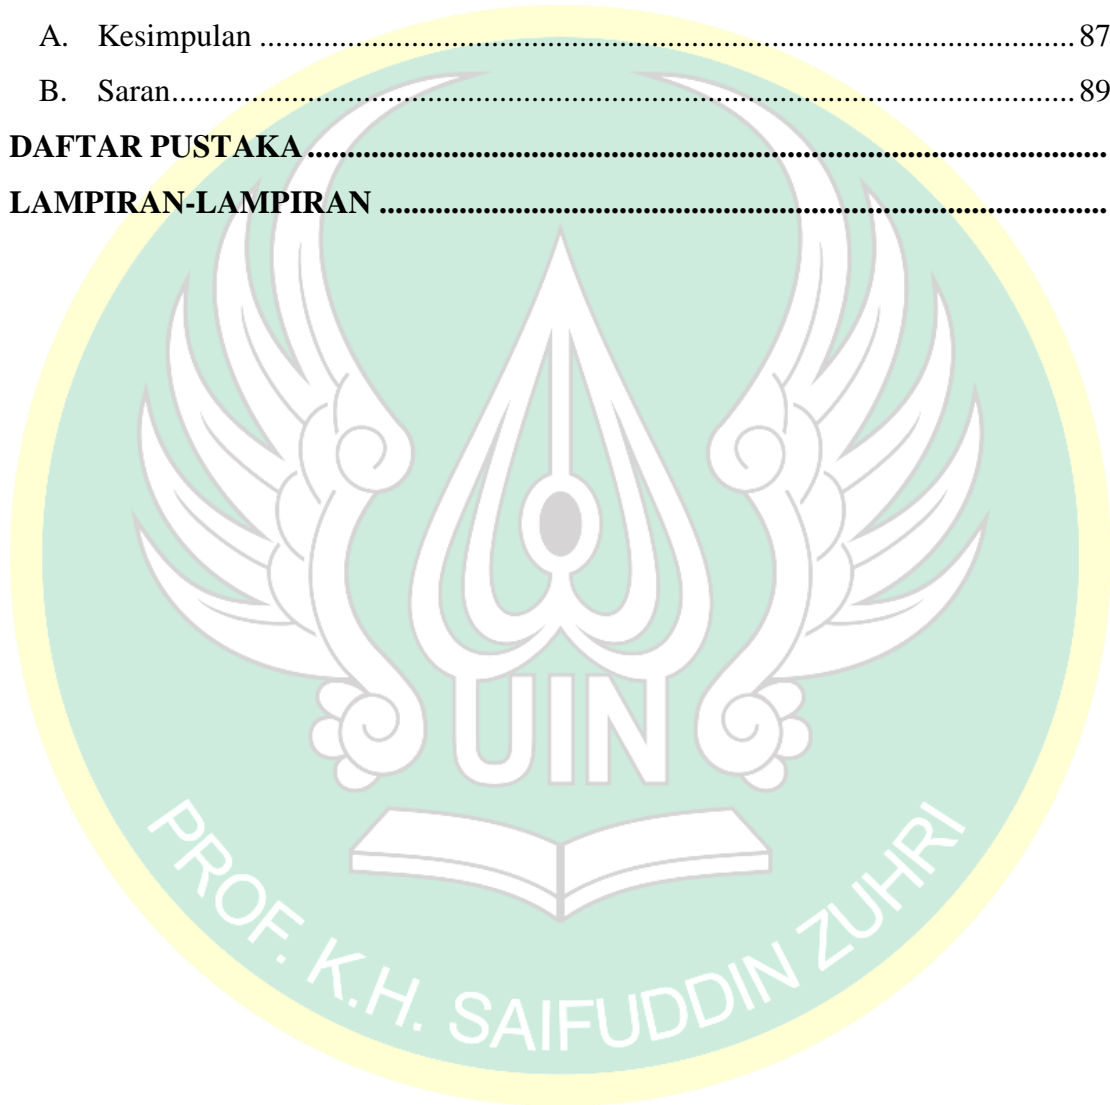 A. Kesimpulan ........................................................................................................ 87
B. Saran.................................................................................................................... 89
DAFTAR PUSTAKA ....................................................................................................
LAMPIRAN-LAMPIRAN ...........................................................................................
UIN
PROF. K.H. SAIFUDDIN ZUHRI